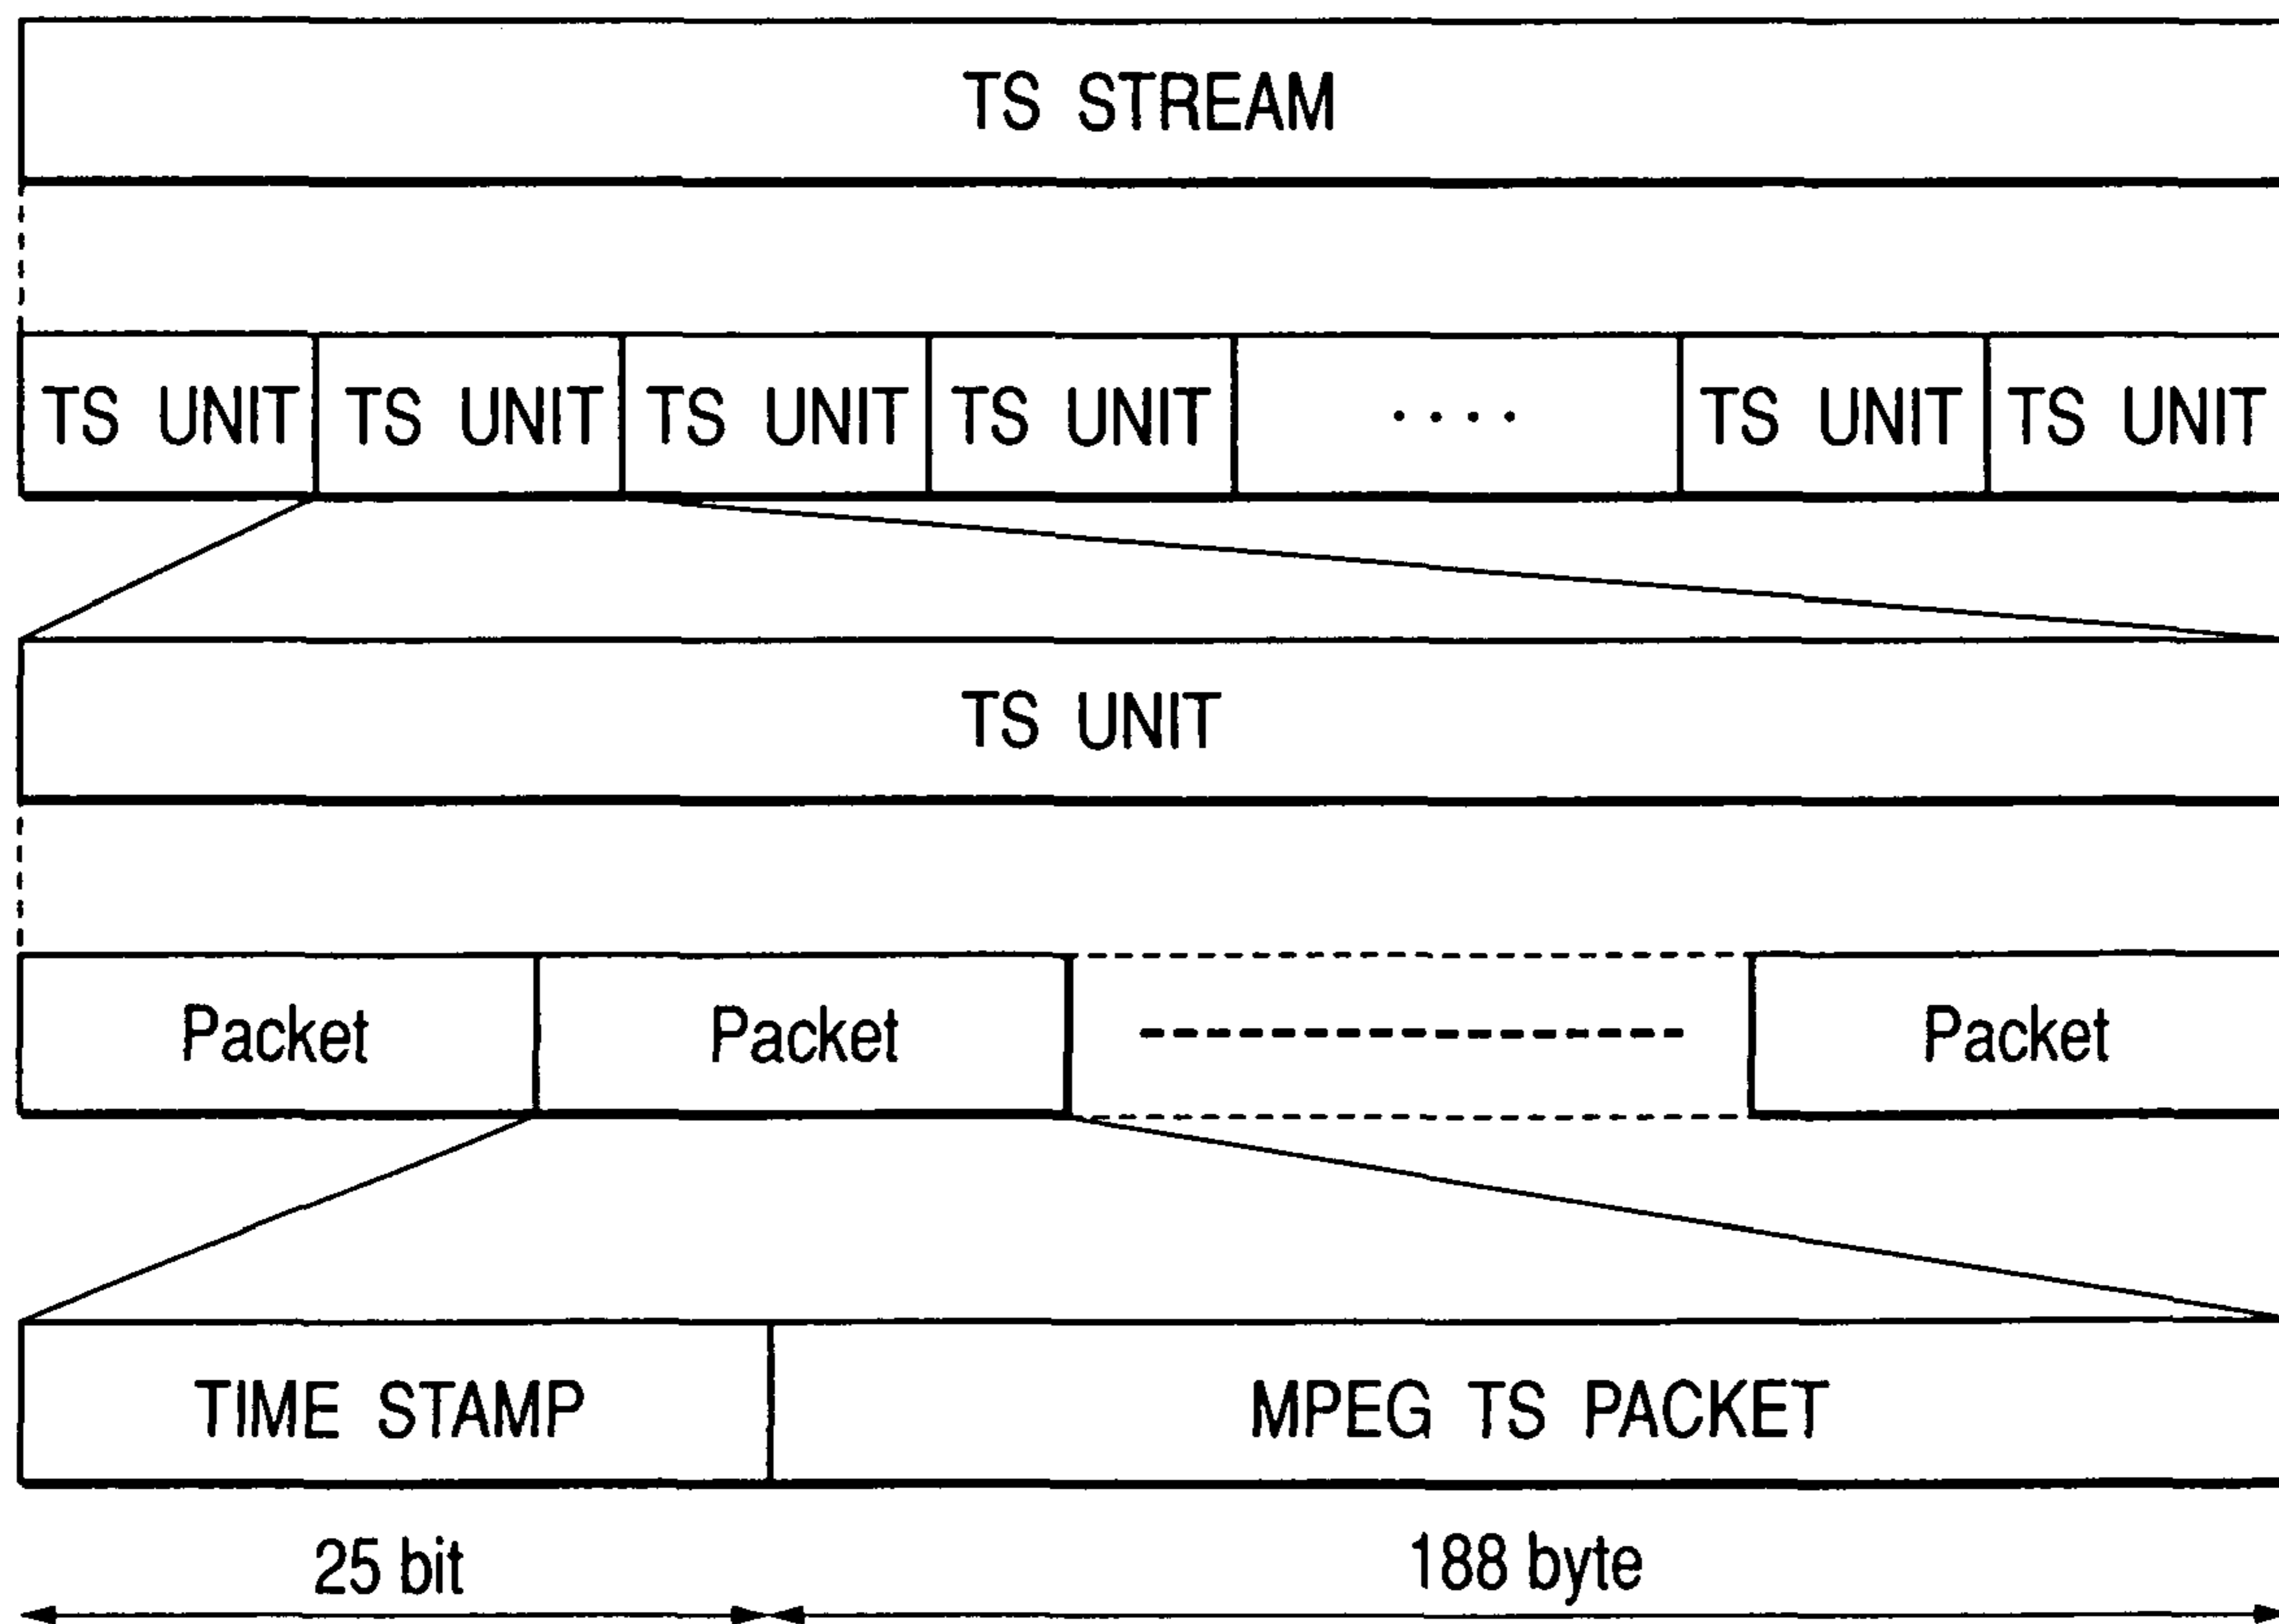 TS STREAM
TS UNIT TS UNIT TS UNIT TS UNIT .... TS UNIT TS UNIT
TS UNIT
Packet Packet Packet
TIME STAMP MPEG TS PACKET
25 bit 188 byte